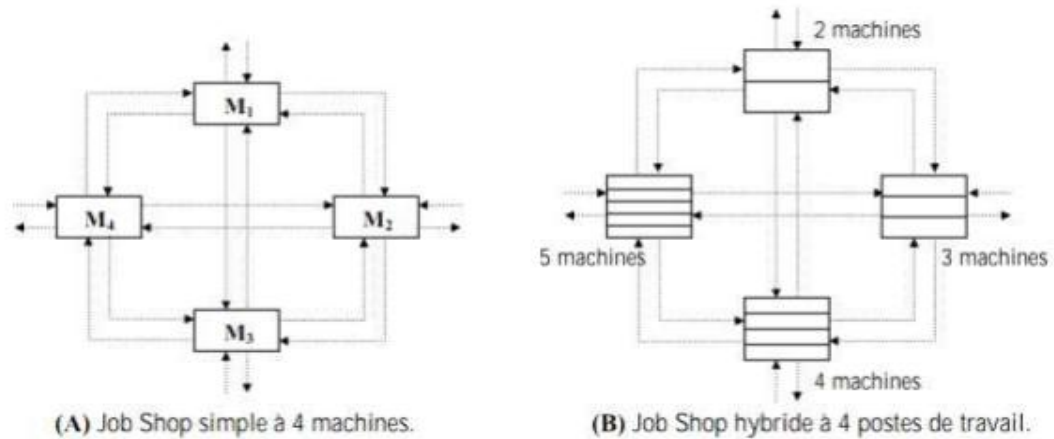 M₁
M₄
M₂
M₃
(A) Job Shop simple à 4 machines.
2 machines
5 machines
3 machines
4 machines
(B) Job Shop hybride à 4 postes de travail.